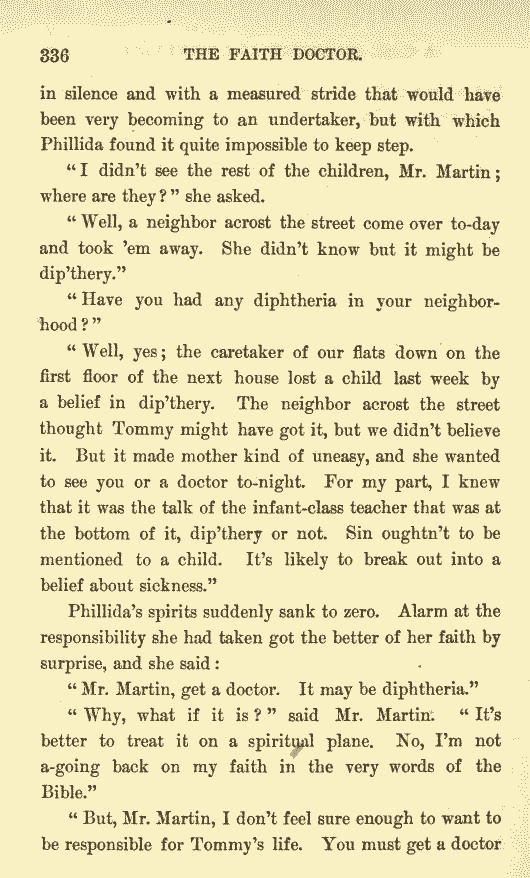 336 THE FAITH DOCTOR.
in silence and with a measured stride that would have
been very becoming to an undertaker, but with which
Phillida found it quite impossible to keep step.
“I didn't see the rest of the children, Mr. Martin;
where are they?” she asked.
“Well, a neighbor acrost the street come over to-day
and took 'em away. She didn't know but it might be
dip'thery.”
“Have you had any diphtheria in your neighbor-
hood?”
“Well, yes; the caretaker of our flats down on the
first floor of the next house lost a child last week by
a belief in dip'thery. The neighbor acrost the street
thought Tommy might have got it, but we didn't believe
it. But it made mother kind of uneasy, and she wanted
to see you or a doctor to-night. For my part, I knew
that it was the talk of the infant-class teacher that was at
the bottom of it, dip'thery or not. Sin oughtn't to be
mentioned to a child. It's likely to break out into a
belief about sickness.”
Phillida's spirits suddenly sank to zero. Alarm at the
responsibility she had taken got the better of her faith by
surprise, and she said:
“Mr. Martin, get a doctor. It may be diphtheria.”
“Why, what if it is?” said Mr. Martin. “It's
better to treat it on a spiritual plane. No, I'm not
a-going back on my faith in the very words of the
Bible.”
“But, Mr. Martin, I don't feel sure enough to want to
be responsible for Tommy's life. You must get a doctor